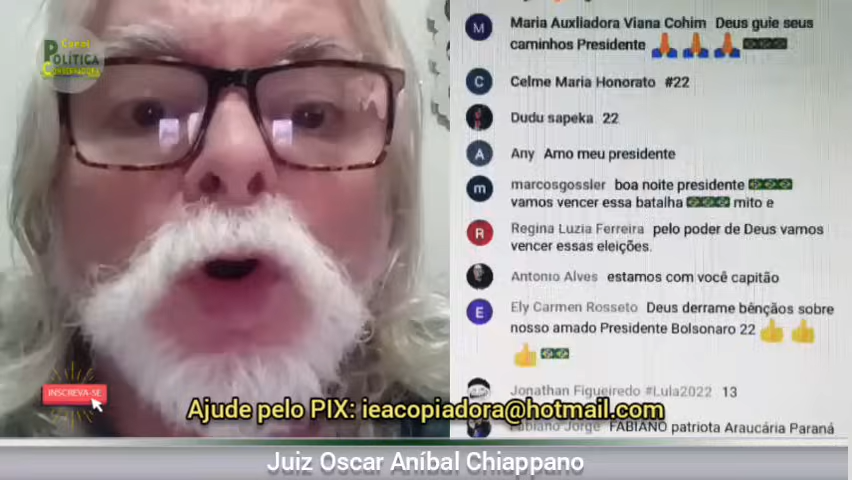 Canal
POLÍTICA
CONSERVADORA
INSCREVA-SE
Maria Auxliadora Viana Cohim Deus guie seus
caminhos Presidente
C
Celme Maria Honorato #22
Dudu sapeka 22
A
Any Amo meu presidente
m
marcosgossler boa noite presidente
vamos vencer essa batalha mito e
R
Regina Luzia Ferreira pelo poder de Deus vamos
vencer essas eleições.
Antonio Alves estamos com você capitão
E
Ely Carmen Rosseto Deus derrame bênçãos sobre
nosso amado Presidente Bolsonaro 22
Jonathan Figueiredo #Lula2022 13
Fabiano Jorge FABIANO patriota Araucária Paraná
M
Ajude pelo PIX: ieacopiadora@hotmail.com
Juiz Oscar Aníbal Chiappano